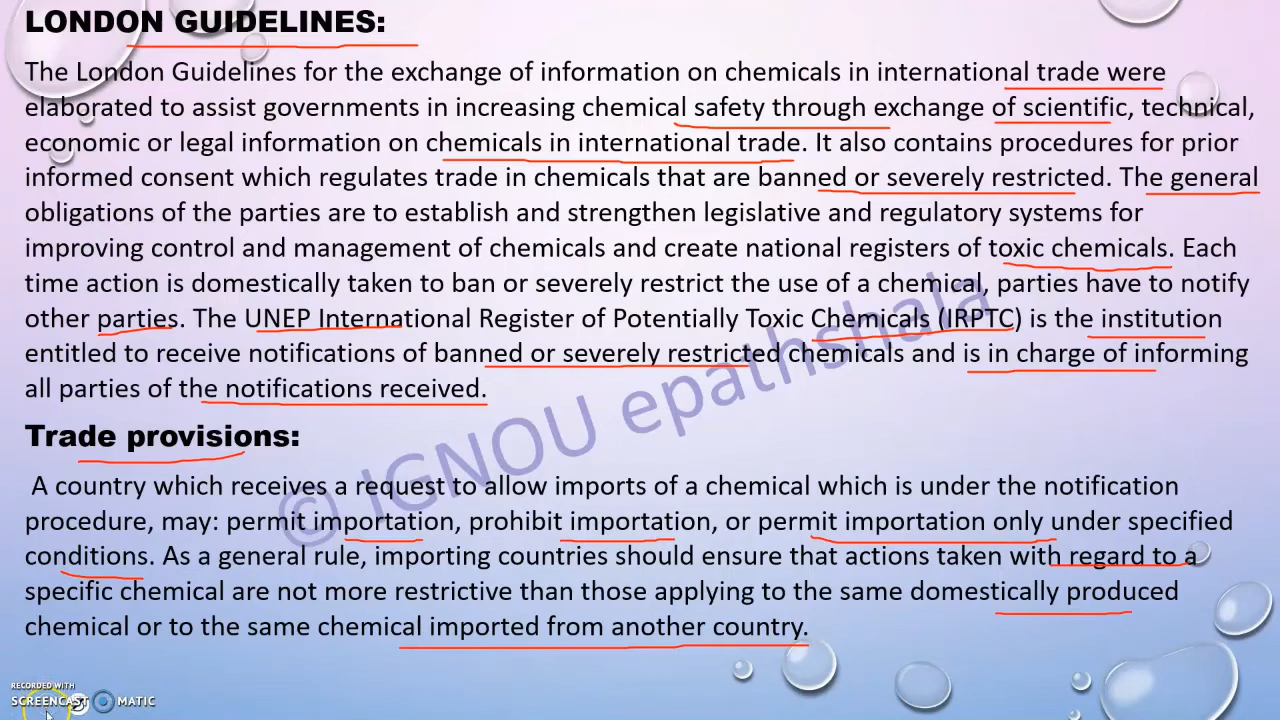 LONDON GUIDELINES:
The London Guidelines for the exchange of information on chemicals in international trade were
elaborated to assist governments in increasing chemical safety through exchange of scientific, technical,
economic or legal information on chemicals in international trade. It also contains procedures for prior
informed consent which regulates trade in chemicals that are banned or severely restricted. The general
obligations of the parties are to establish and strengthen legislative and regulatory systems for
improving control and management of chemicals and create national registers of toxic chemicals. Each
time action is domestically taken to ban or severely restrict the use of a chemical, parties have to notify
other parties. The UNEP International Register of Potentially Toxic Chemicals (IRPTC) is the institution
entitled to receive notifications of banned or severely restricted chemicals and is in charge of informing
all parties of the notifications received.
© IGNOU epathshala
Trade provisions:
A country which receives a request to allow imports of a chemical which is under the notification
procedure, may: permit importation, prohibit importation, or permit importation only under specified
conditions. As a general rule, importing countries should ensure that actions taken with regard to a
specific chemical are not more restrictive than those applying to the same domestically produced
chemical or to the same chemical imported from another country.
RECORDED WITH
SCREENCAST MATIC